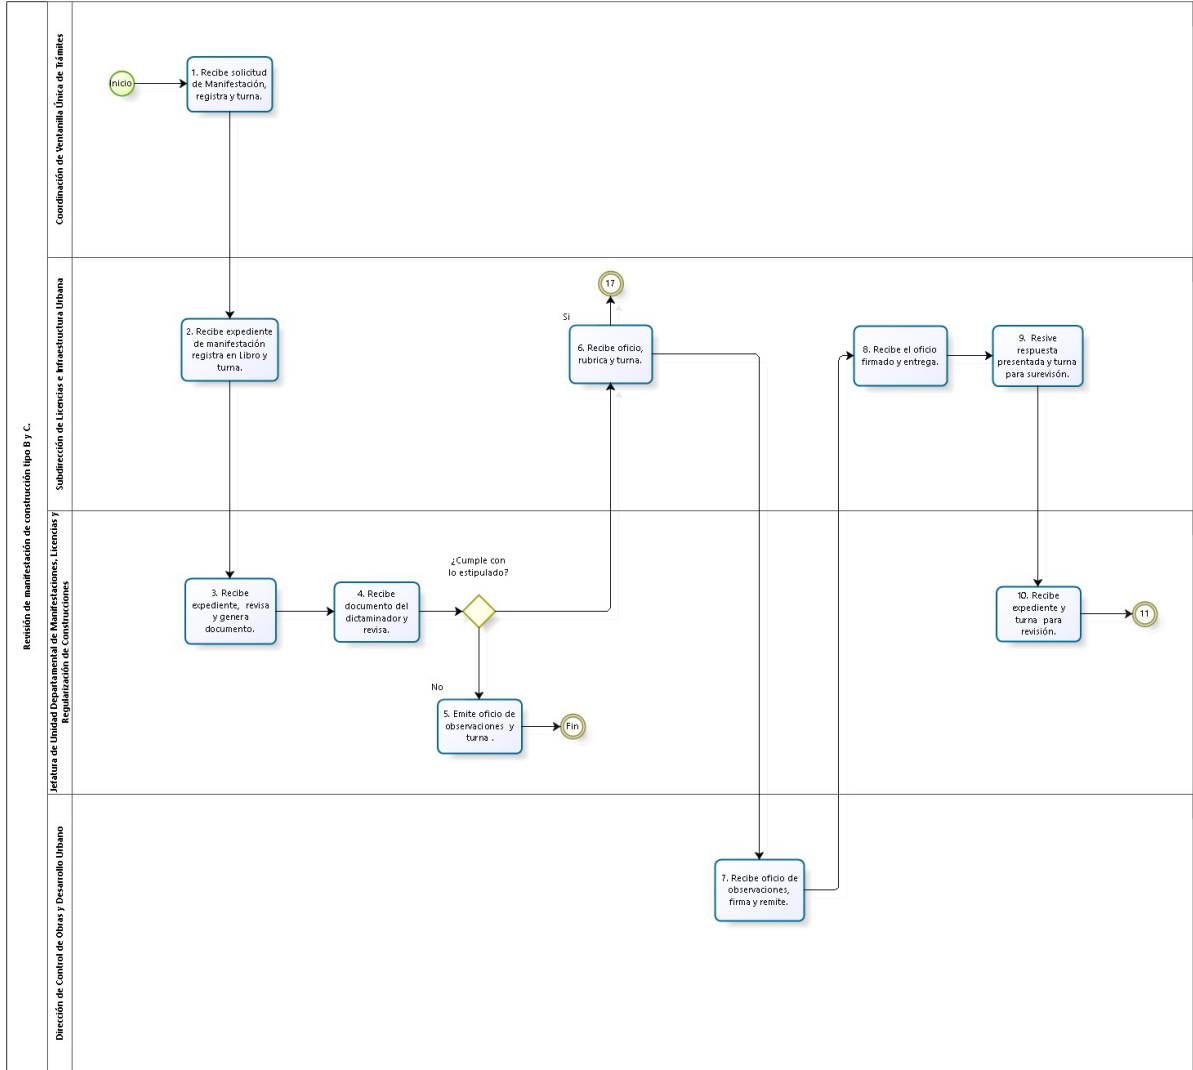 Revisión de manifestación de construcción tipo B y C.
Coordinación de Ventanilla Única de Trámites
Inicio
1. Recibe solicitud
de Manifestación,
registra y turna.
Subdirección de Licencias e Infraestructura Urbana
2. Recibe expediente
de manifestación
registra en Libro y
turna.
17
Si
6. Recibe oficio,
rubrica y turna.
8. Recibe el oficio
firmado y entrega.
9. Resive
respuesta
presentada y turna
para surevisón.
Jefatura de Unidad Departamental de Manifestaciones, Licencias y
Regularización de Construcciones
3. Recibe
expediente, revisa
y genera
documento.
4. Recibe
documento del
dictaminador y
revisa.
¿Cumple con
lo estipulado?
No
5. Emite oficio de
observaciones y
turna .
Fin
10. Recibe
expediente y
turna para
revisión.
11
Dirección de Control de Obras y Desarrollo Urbano
7. Recibe oficio de
observaciones,
firma y remite.